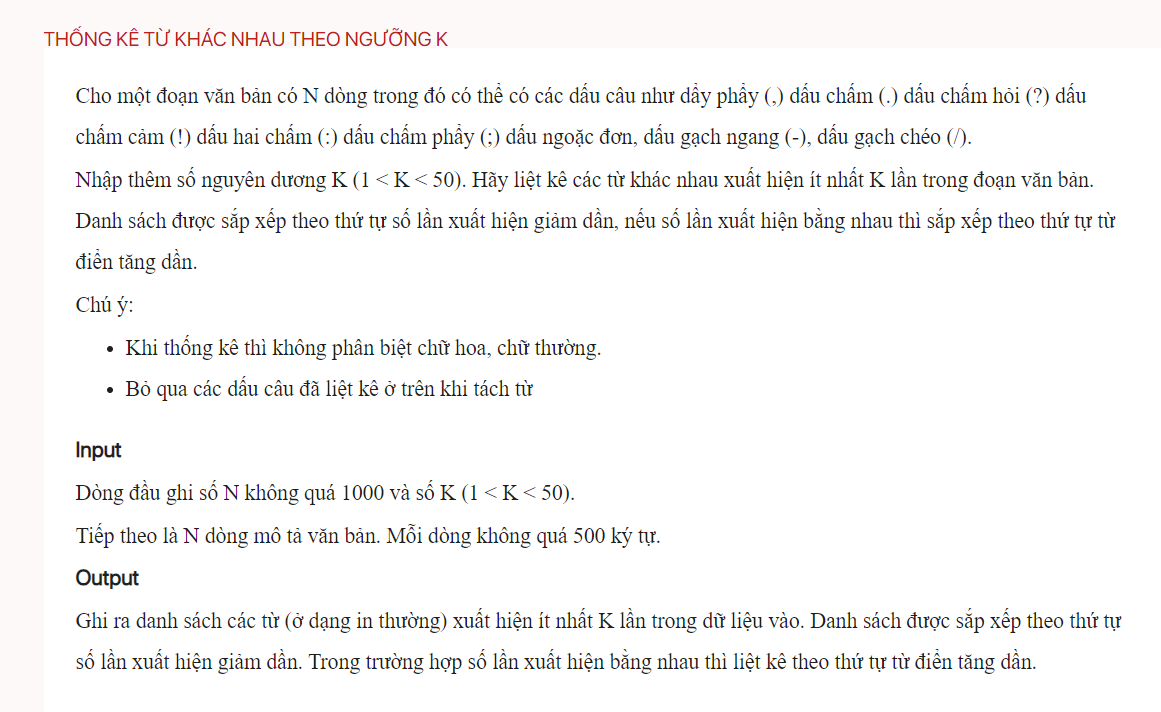 THỐNG KÊ TỪ KHÁC NHAU THEO NGƯỠNG K
Cho một đoạn văn bản có N dòng trong đó có thể có các dấu câu như dẩy phẩy (,) dấu chấm (.) dấu chấm hỏi (?) dấu
chấm cảm (!) dấu hai chấm (:) dấu chấm phẩy (;) dấu ngoặc đơn, dấu gạch ngang (-), dấu gạch chéo (/).
Nhập thêm số nguyên dương K (1 < K < 50). Hãy liệt kê các từ khác nhau xuất hiện ít nhất K lần trong đoạn văn bản.
Danh sách được sắp xếp theo thứ tự số lần xuất hiện giảm dần, nếu số lần xuất hiện bằng nhau thì sắp xếp theo thứ tự từ
điển tăng dần.
Chú ý:
• Khi thống kê thì không phân biệt chữ hoa, chữ thường.
• Bỏ qua các dấu câu đã liệt kê ở trên khi tách từ
Input
Dòng đầu ghi số N không quá 1000 và số K (1 < K < 50).
Tiếp theo là N dòng mô tả văn bản. Mỗi dòng không quá 500 ký tự.
Output
Ghi ra danh sách các từ (ở dạng in thường) xuất hiện ít nhất K lần trong dữ liệu vào. Danh sách được sắp xếp theo thứ tự
số lần xuất hiện giảm dần. Trong trường hợp số lần xuất hiện bằng nhau thì liệt kê theo thứ tự từ điển tăng dần.